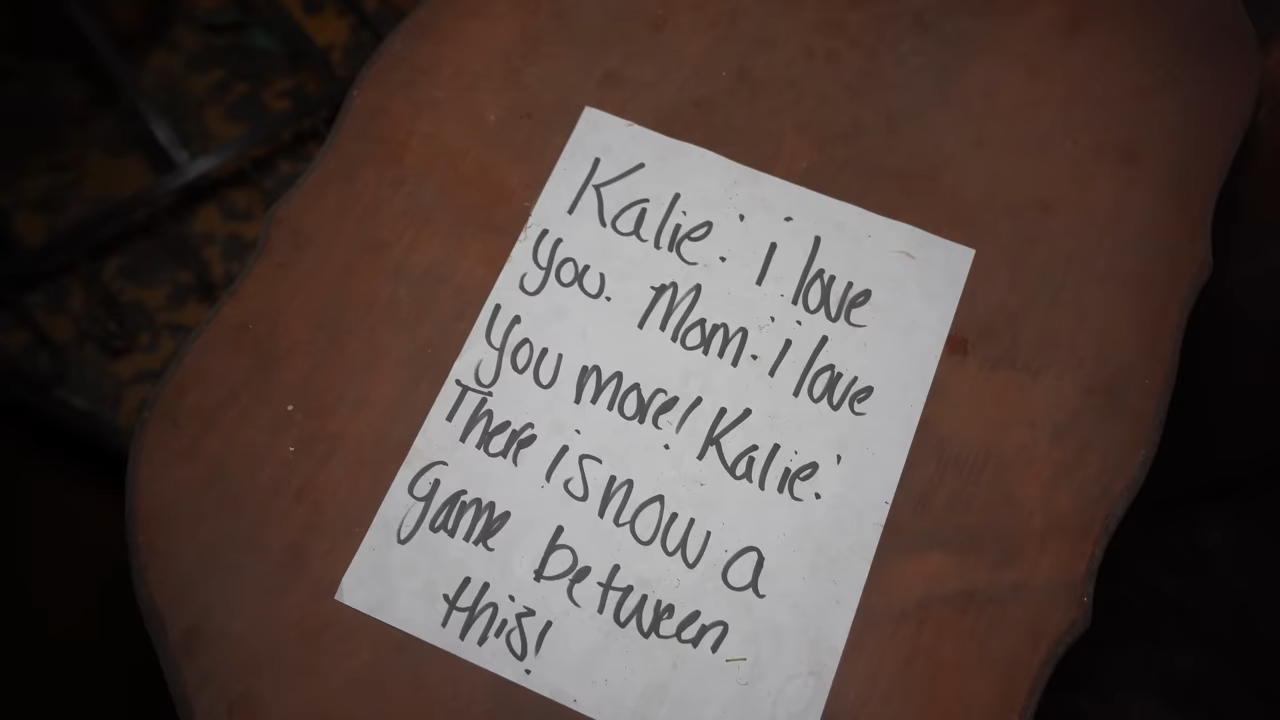 Kalie: i love
you. Mom: i love
you more! Kalie:
There is now a
game between
this!